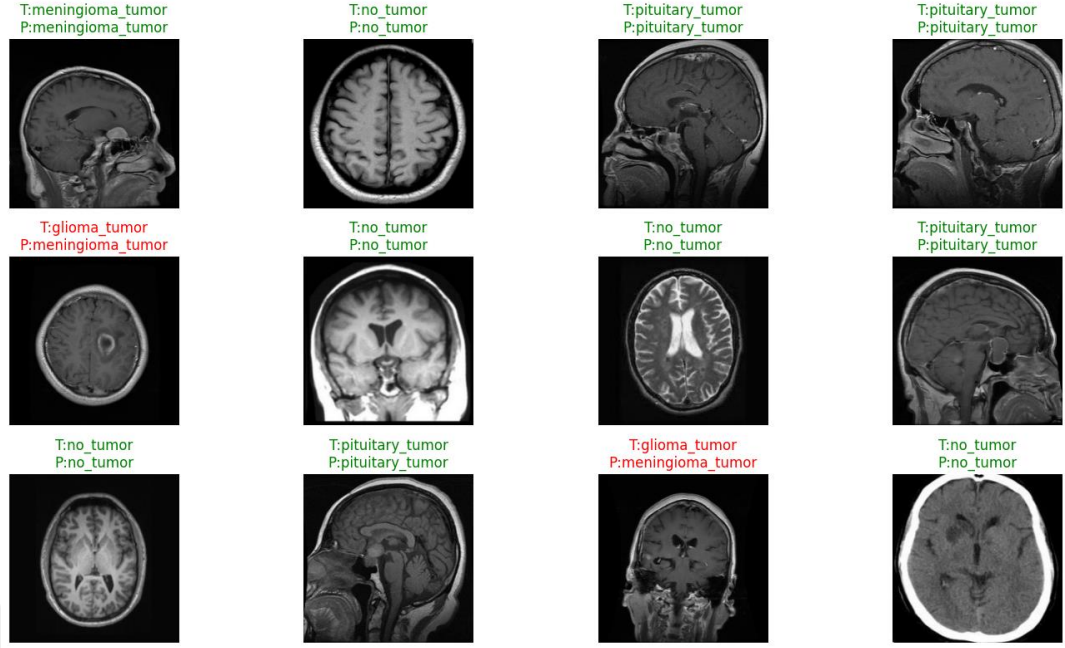 T:meningioma_tumor
P:meningioma_tumor
T:no_tumor
P:no_tumor
T:pituitary_tumor
P:pituitary_tumor
T:pituitary_tumor
P:pituitary_tumor
T:glioma_tumor
P:meningioma_tumor
T:no_tumor
P:no_tumor
T:no_tumor
P:no_tumor
T:pituitary_tumor
P:pituitary_tumor
T:no_tumor
P:no_tumor
T:pituitary_tumor
P:pituitary_tumor
T:glioma_tumor
P:meningioma_tumor
T:no_tumor
P:no_tumor